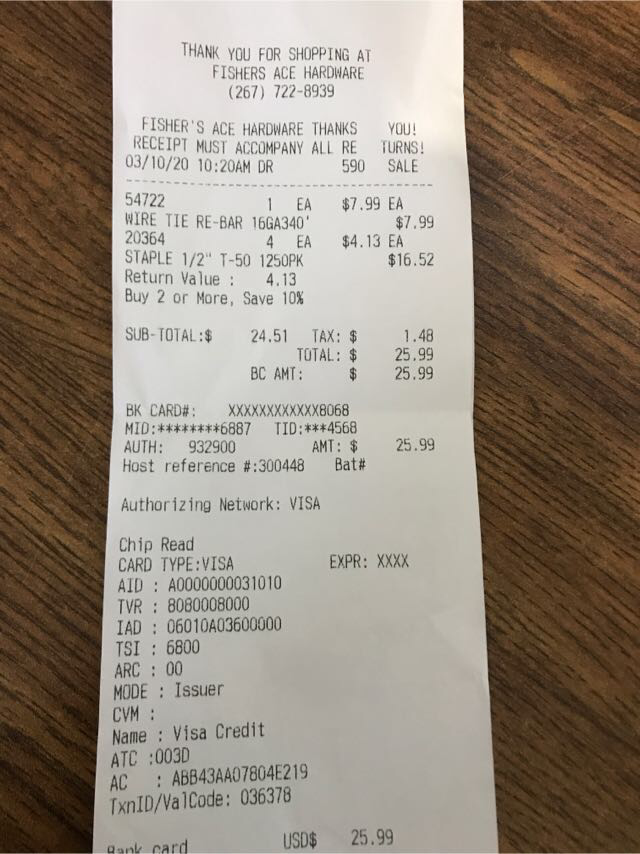 THANK YOU FOR SHOPPING AT
FISHERS ACE HARDWARE
(267) 722-8939
FISHER'S ACE HARDWARE THANKS YOU!
RECEIPT MUST ACCOMPANY ALL RE TURNS!
03/10/20 10:20AM DR 590 SALE
54722 1 EA $7.99 EA
WIRE TIE RE-BAR 16GA340' $7.99
20364 4 EA $4.13 EA
STAPLE 1/2" T-50 1250PK $16.52
Return Value : 4.13
Buy 2 or More, Save 10%
SUB-TOTAL:$ 24.51 TAX: $ 1.48
TOTAL: $ 25.99
BC AMT: $ 25.99
BK CARD#: XXXXXXXXXXXX8068
MID:********6887 TID:***4568
AUTH: 932900 AMT: $ 25.99
Host reference #:300448 Bat#
Authorizing Network: VISA
Chip Read
CARD TYPE:VISA EXPR: XXXX
AID : A0000000031010
TVR : 8080008000
IAD : 06010A03600000
TSI : 6800
ARC : 00
MODE : Issuer
CVM :
Name : Visa Credit
ATC :003D
AC : ABB43AA07804E219
TxnID/ValCode: 036378
Bank card USD$ 25.99